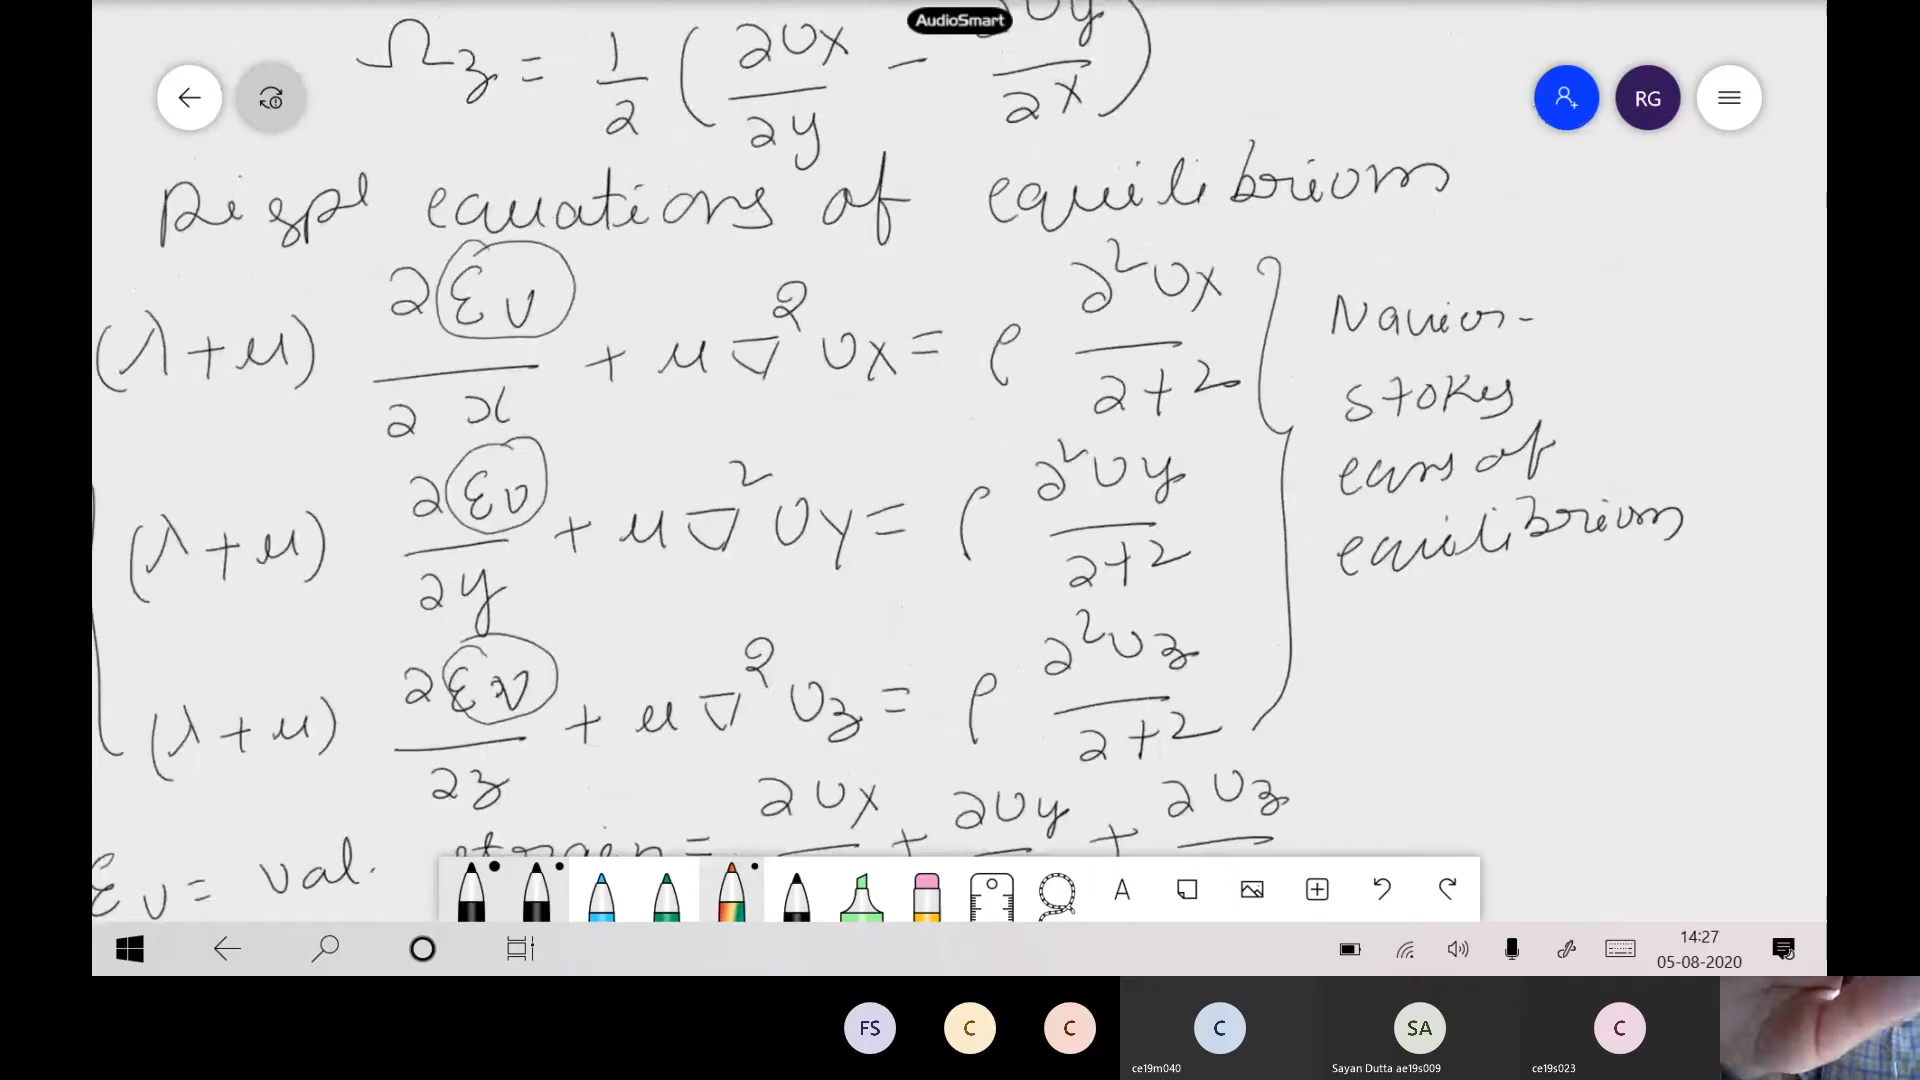 AudioSmart
Ωz = 1/2 (∂Ux/∂y - ∂Uy/∂x)
RG
Displ equations of equilibrium
(λ+μ) ∂εv/∂x + μ∇²Ux = ρ ∂²Ux/∂t²
Navier-
stokes
eqns of
equilibrium
(λ+μ) ∂εv/∂y + μ∇²Uy = ρ ∂²Uy/∂t²
(λ+μ) ∂εv/∂z + μ∇²Uz = ρ ∂²Uz/∂t²
εv = vol. strain = ∂Ux + ∂Uy + ∂Uz
A
14:27
05-08-2020
FS C C C SA C
ce19m040 Sayan Dutta ae19s009 ce19s023